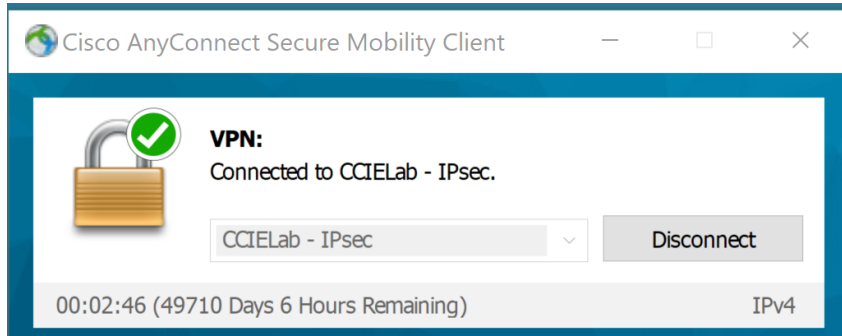 Cisco AnyConnect Secure Mobility Client
VPN:
Connected to CCIELab - IPsec.
CCIELab - IPsec
Disconnect
00:02:46 (49710 Days 6 Hours Remaining)
IPv4